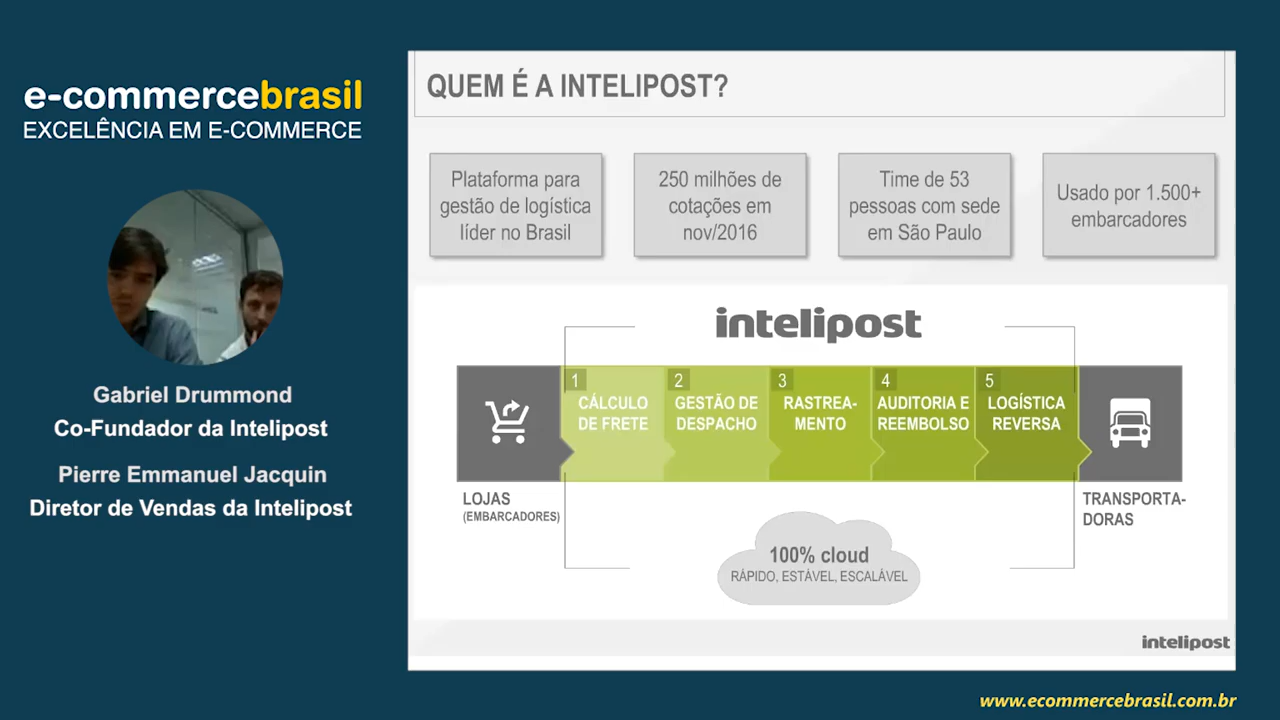 e-commercebrasil
EXCELÊNCIA EM E-COMMERCE
Gabriel Drummond
Co-Fundador da Intelipost
Pierre Emmanuel Jacquin
Diretor de Vendas da Intelipost
QUEM É A INTELIPOST?
Plataforma para
gestão de logística
líder no Brasil
250 milhões de
cotações em
nov/2016
Time de 53
pessoas com sede
em São Paulo
Usado por 1.500+
embarcadores
intelipost
1
CÁLCULO
DE FRETE
2
GESTÃO DE
DESPACHO
3
RASTREA-
MENTO
4
AUDITORIA E
REEMBOLSO
5
LOGÍSTICA
REVERSA
LOJAS
(EMBARCADORES)
TRANSPORTA-
DORAS
100% cloud
RÁPIDO, ESTÁVEL, ESCALÁVEL
intelipost
www.ecommercebrasil.com.br